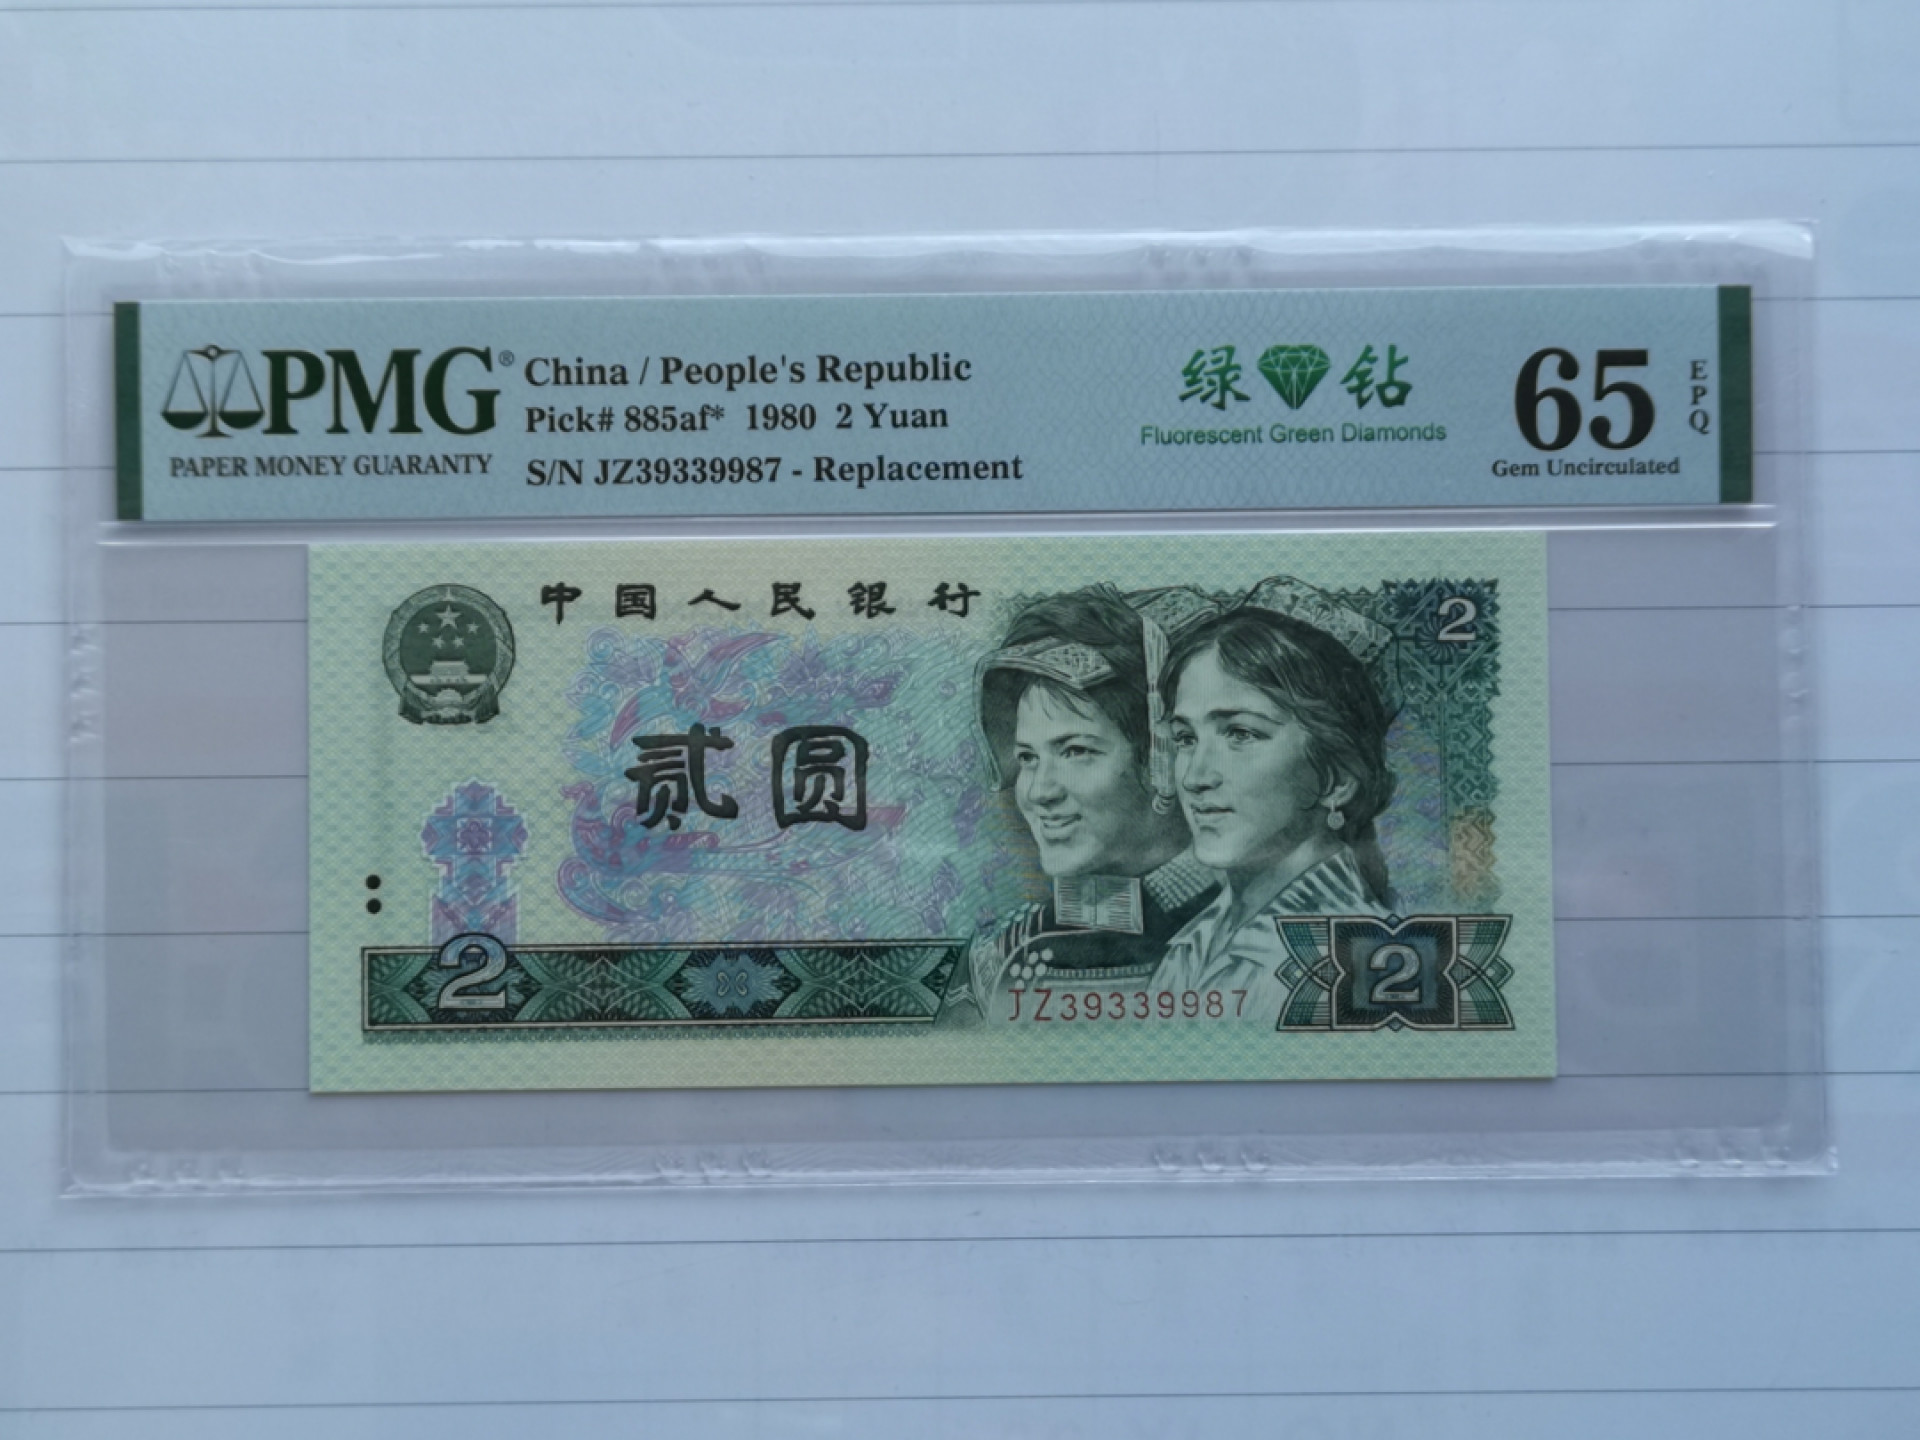 PMG®
PAPER MONEY GUARANTY
China / People's Republic
Pick# 885af* 1980 2 Yuan
S/N JZ39339987 - Replacement
绿钻
Fluorescent Green Diamonds
65
EPQ
Gem Uncirculated
中国人民银行
2
贰圆
2
JZ39339987
2